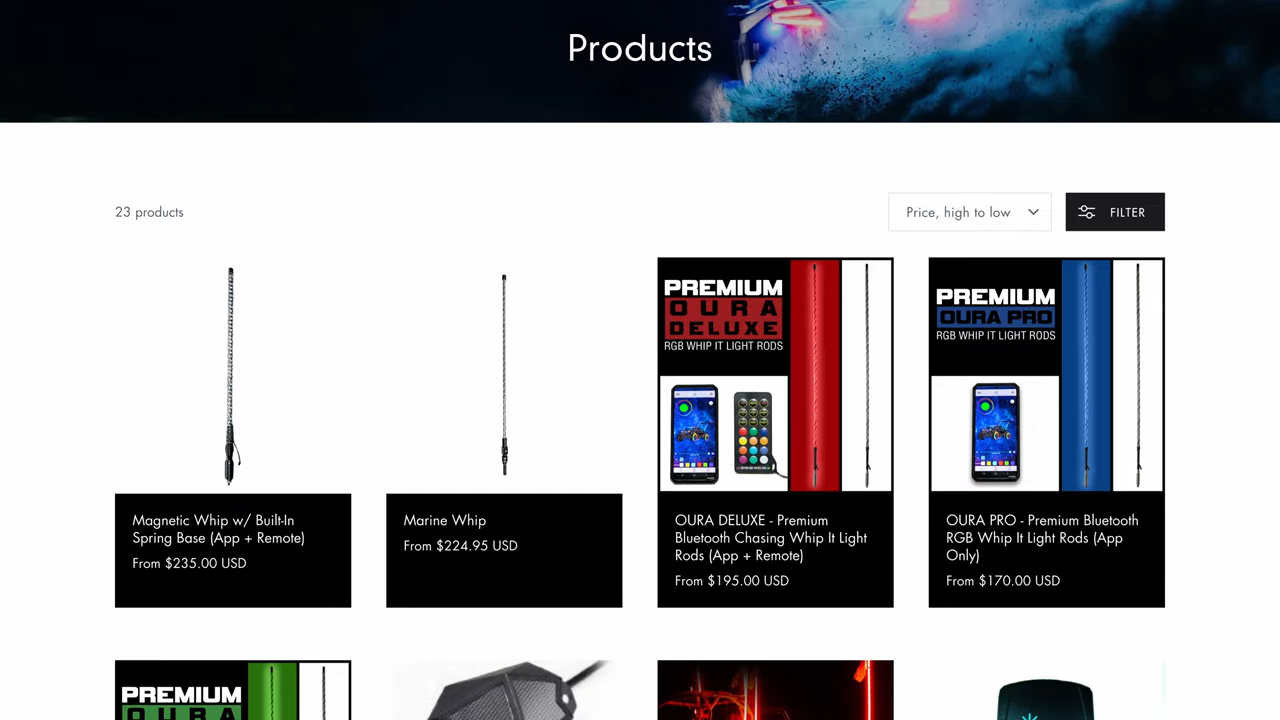 Products
23 products
Price, high to low
FILTER
PREMIUM
OURA
DELUXE
RGB WHIP IT LIGHT RODS
PREMIUM
OURA PRO
RGB WHIP IT LIGHT RODS
Magnetic Whip w/ Built-In
Spring Base (App + Remote)
From $235.00 USD
Marine Whip
From $224.95 USD
OURA DELUXE - Premium
Bluetooth Chasing Whip It Light
Rods (App + Remote)
From $195.00 USD
OURA PRO - Premium Bluetooth
RGB Whip It Light Rods (App
Only)
From $170.00 USD
PREMIUM
OURA